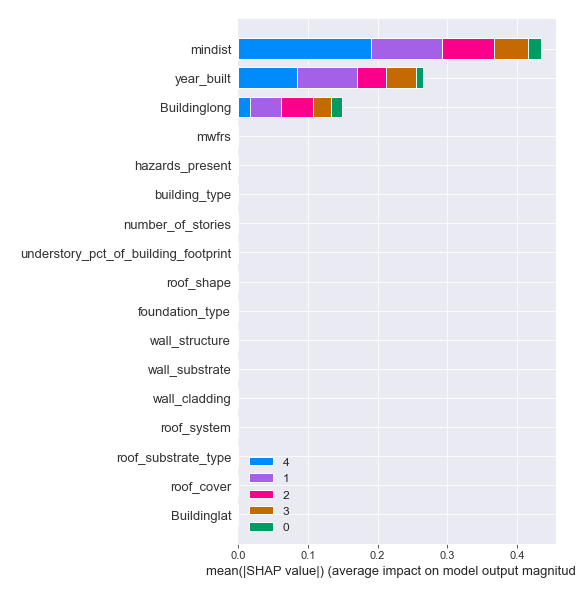 mindist
year_built
Buildinglong
mwfrs
hazards_present
building_type
number_of_stories
understory_pct_of_building_footprint
roof_shape
foundation_type
wall_structure
wall_substrate
wall_cladding
roof_system
roof_substrate_type
roof_cover
Buildinglat
4
1
2
3
0
0.0 0.1 0.2 0.3 0.4
mean(|SHAP value|) (average impact on model output magnitud